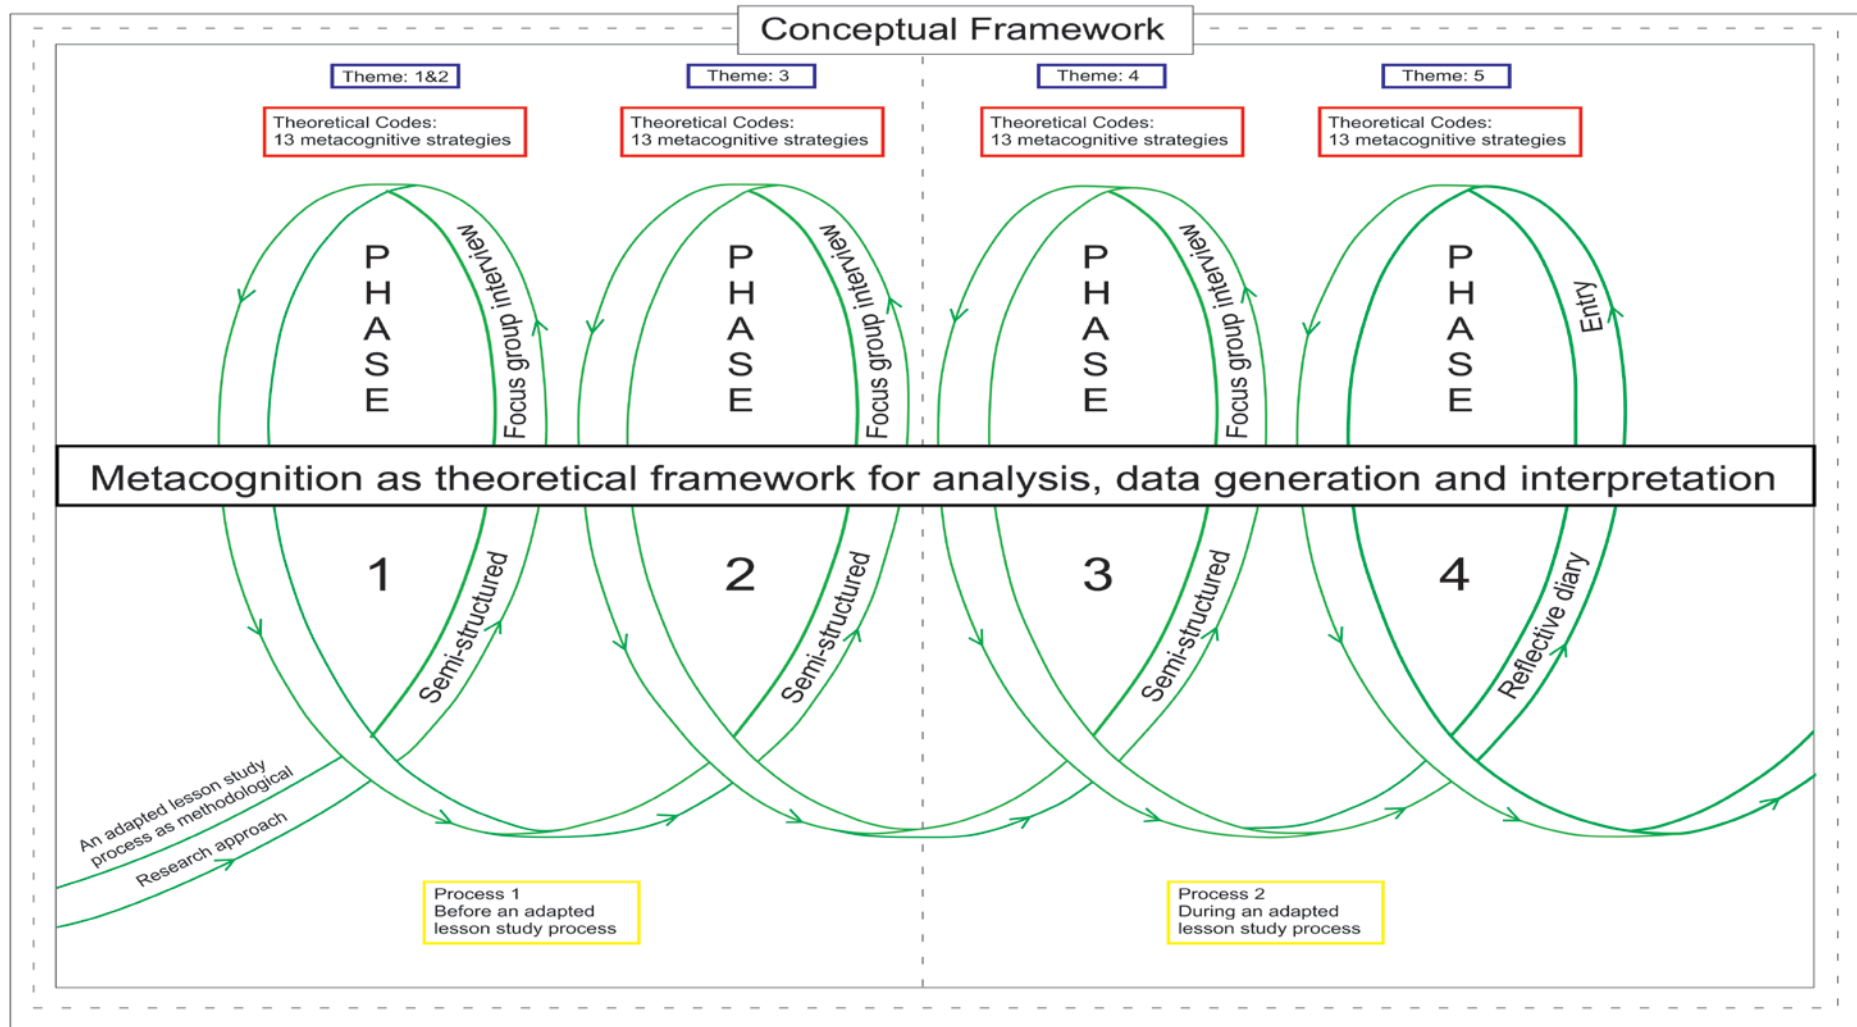 Conceptual Framework
Theme: 1&2
Theme: 3
Theme: 4
Theme: 5
Theoretical Codes:
13 metacognitive strategies
Theoretical Codes:
13 metacognitive strategies
Theoretical Codes:
13 metacognitive strategies
Theoretical Codes:
13 metacognitive strategies
PHASE
Focus group interview
PHASE
Focus group interview
PHASE
Focus group interview
PHASE
Entry
Metacognition as theoretical framework for analysis, data generation and interpretation
1
Semi-structured
2
Semi-structured
3
Semi-structured
4
Reflective diary
An adapted lesson study
process as methodological
Research approach
Process 1
Before an adapted
lesson study process
Process 2
During an adapted
lesson study process